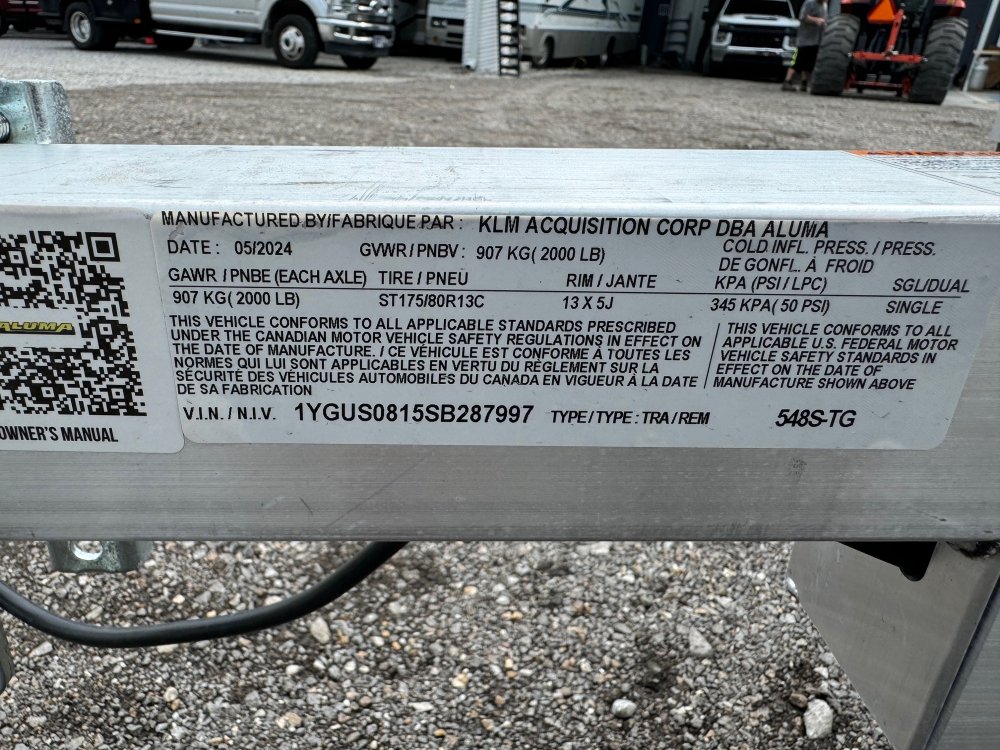 MANUFACTURED BY/FABRIQUE PAR : KLM ACQUISITION CORP DBA ALUMA
DATE : 05/2024 GVWR / PNBV : 907 KG( 2000 LB) COLD INFL. PRESS. / PRESS.
DE GONFL. À FROID
GAWR / PNBE (EACH AXLE) TIRE / PNEU RIM / JANTE KPA (PSI / LPC) SGL/DUAL
907 KG( 2000 LB) ST175/80R13C 13 X 5J 345 KPA( 50 PSI) SINGLE
THIS VEHICLE CONFORMS TO ALL APPLICABLE STANDARDS PRESCRIBED
UNDER THE CANADIAN MOTOR VEHICLE SAFETY REGULATIONS IN EFFECT ON
THE DATE OF MANUFACTURE. / CE VÉHICULE EST CONFORME À TOUTES LES
NORMES QUI LUI SONT APPLICABLES EN VERTU DU RÈGLEMENT SUR LA
SÉCURITÉ DES VÉHICULES AUTOMOBILES DU CANADA EN VIGUEUR À LA DATE
DE SA FABRICATION
THIS VEHICLE CONFORMS TO ALL
APPLICABLE U.S. FEDERAL MOTOR
VEHICLE SAFETY STANDARDS IN
EFFECT ON THE DATE OF
MANUFACTURE SHOWN ABOVE
V.I.N. / N.I.V. 1YGUS0815SB287997 TYPE/TYPE : TRA / REM 548S-TG
ALUMA
OWNER'S MANUAL